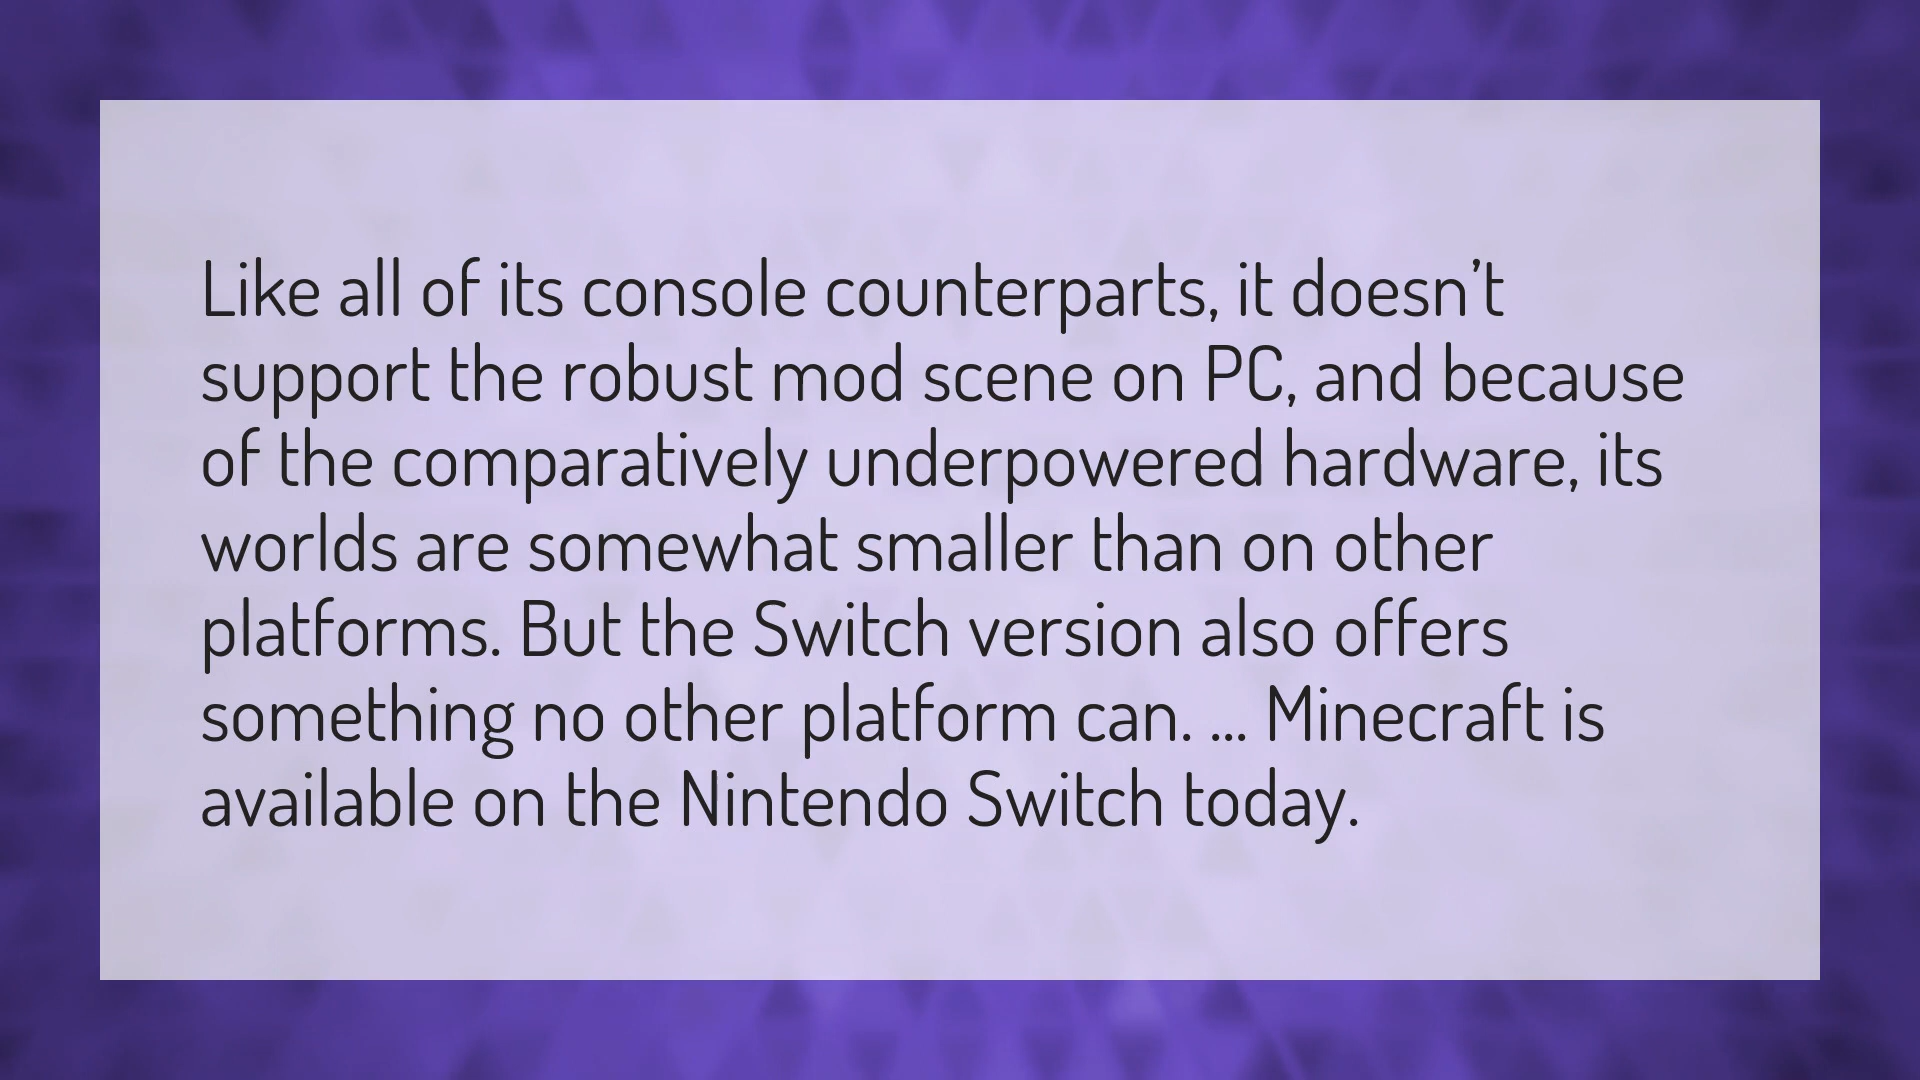 Like all of its console counterparts, it doesn’t
support the robust mod scene on PC, and because
of the comparatively underpowered hardware, its
worlds are somewhat smaller than on other
platforms. But the Switch version also offers
something no other platform can. ... Minecraft is
available on the Nintendo Switch today.